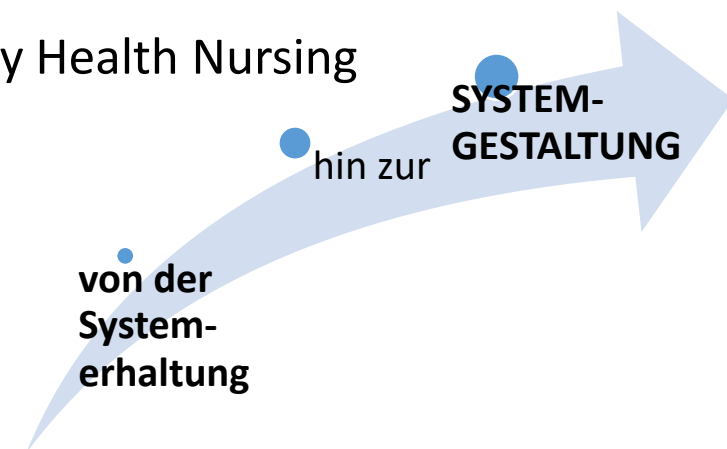 y Health Nursing
SYSTEM-
GESTALTUNG
hin zur
von der
System-
erhaltung